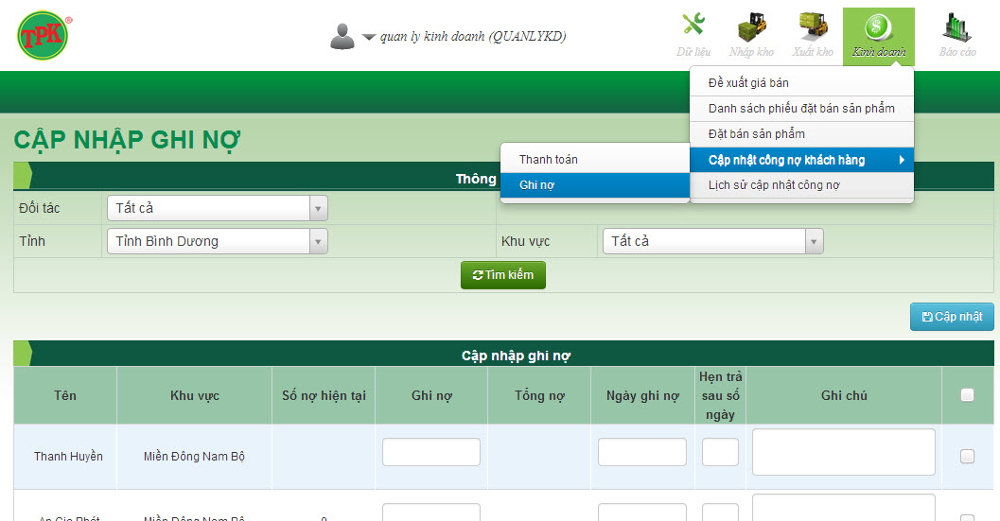 TPK
®
quan ly kinh doanh (QUANLYKD)
Dữ liệu
Nhập kho
Xuất kho
Kinh doanh
Báo cáo
Đề xuất giá bán
Danh sách phiếu đặt bán sản phẩm
Đặt bán sản phẩm
Cập nhật công nợ khách hàng
Lịch sử cập nhật công nợ
Thanh toán
Ghi nợ
CẬP NHẬP GHI NỢ
Thông
Đối tác
Tất cả
Tỉnh
Tỉnh Bình Dương
Khu vực
Tất cả
Tìm kiếm
Cập nhật
Cập nhập ghi nợ
Tên
Khu vực
Số nợ hiện tại
Ghi nợ
Tổng nợ
Ngày ghi nợ
Hẹn trả
sau số
ngày
Ghi chú
Thanh Huyền
Miền Đông Nam Bộ
An Gia Phát
Miền Đông Nam Bộ
0